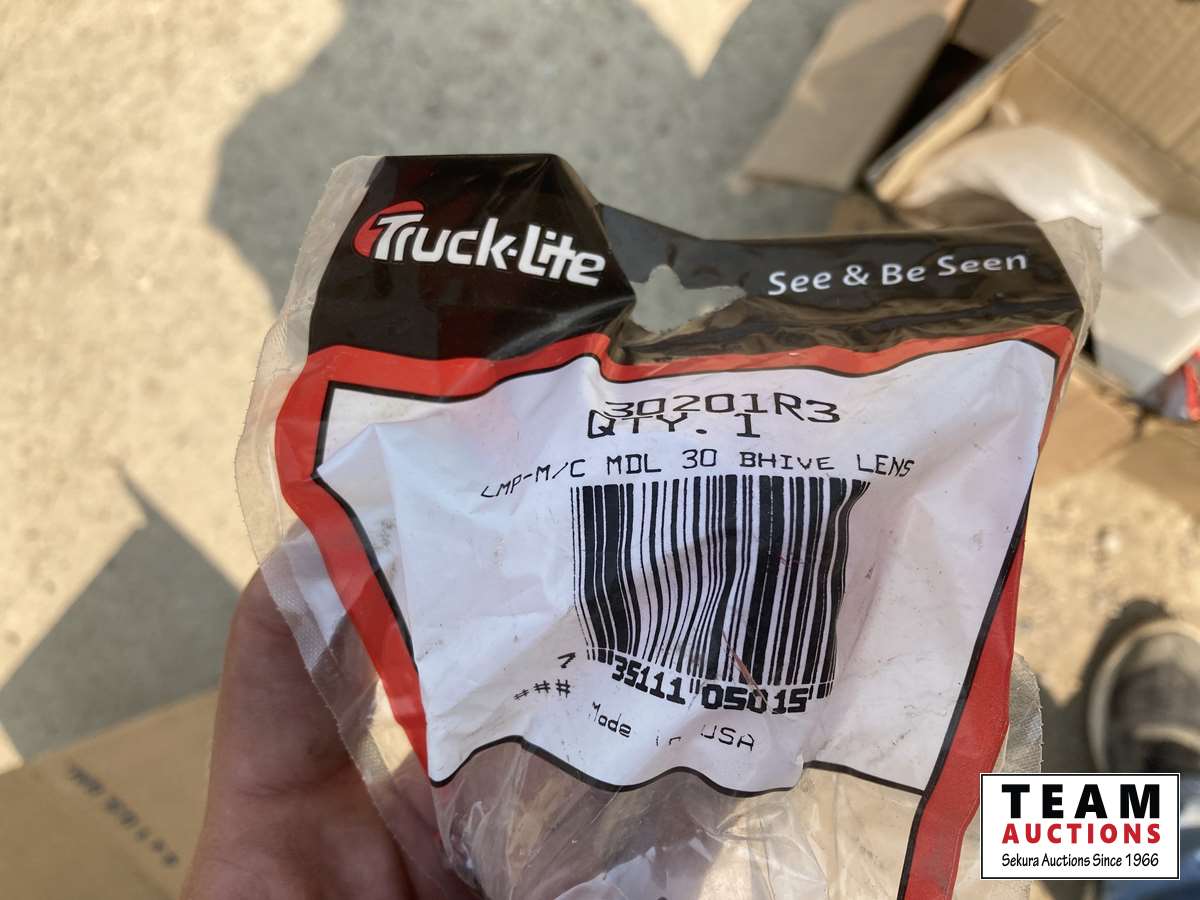 Truck-Lite
See & Be Seen
30201R3
QTY. 1
LMP-M/C MDL 30 BHIVE LENS
7 35111 05015
### Made in USA
TEAM
AUCTIONS
Sekura Auctions Since 1966